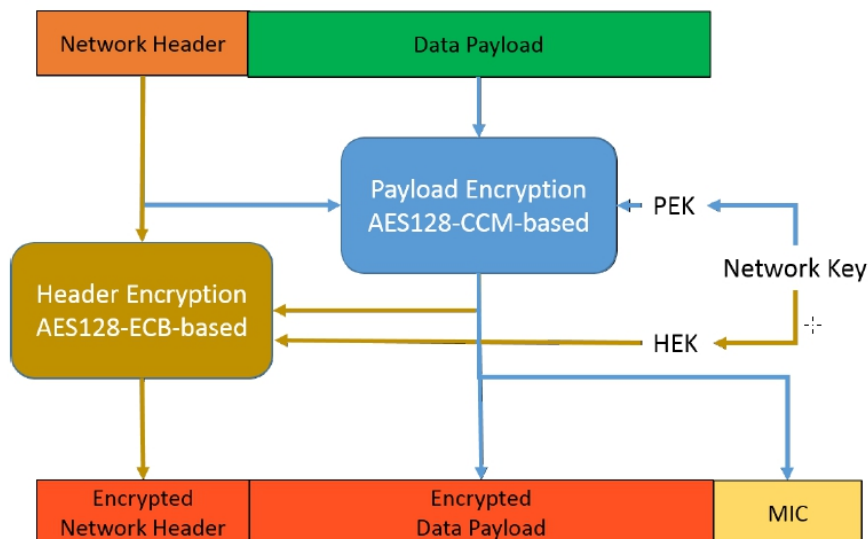 Network Header
Data Payload
Payload Encryption
AES128-CCM-based
PEK
Network Key
Header Encryption
AES128-ECB-based
HEK
Encrypted
Network Header
Encrypted
Data Payload
MIC